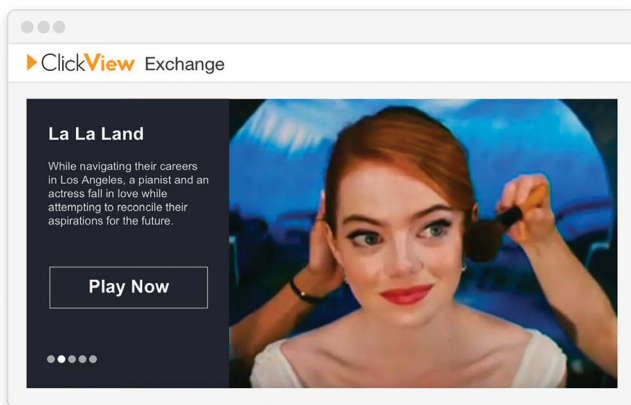 ClickView Exchange
La La Land
While navigating their careers
in Los Angeles, a pianist and an
actress fall in love while
attempting to reconcile their
aspirations for the future.
Play Now